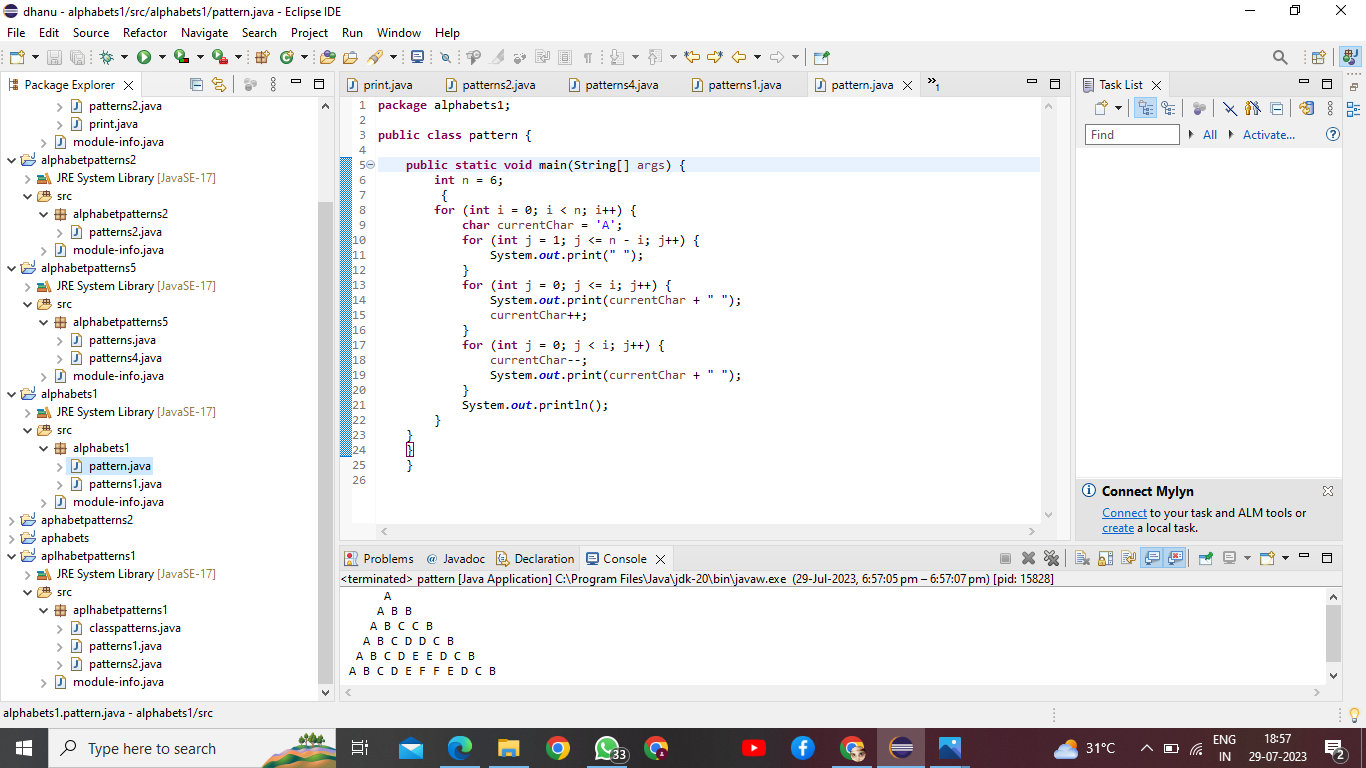 dhanu - alphabets1/src/alphabets1/pattern.java - Eclipse IDE
File Edit Source Refactor Navigate Search Project Run Window Help
Package Explorer
patterns2.java
print.java
module-info.java
alphabetpatterns2
JRE System Library [JavaSE-17]
src
alphabetpatterns2
patterns2.java
module-info.java
alphabetpatterns5
JRE System Library [JavaSE-17]
src
alphabetpatterns5
patterns.java
patterns4.java
module-info.java
alphabets1
JRE System Library [JavaSE-17]
src
alphabets1
pattern.java
patterns1.java
module-info.java
aphabetpatterns2
aphabets
aplhabetpatterns1
JRE System Library [JavaSE-17]
src
aplhabetpatterns1
classpatterns.java
patterns1.java
patterns2.java
module-info.java
print.java patterns2.java patterns4.java patterns1.java pattern.java »1
1 package alphabets1;
2
3 public class pattern {
4
5 public static void main(String[] args) {
6 int n = 6;
7 {
8 for (int i = 0; i < n; i++) {
9 char currentChar = 'A';
10 for (int j = 1; j <= n - i; j++) {
11 System.out.print(" ");
12 }
13 for (int j = 0; j <= i; j++) {
14 System.out.print(currentChar + " ");
15 currentChar++;
16 }
17 for (int j = 0; j < i; j++) {
18 currentChar--;
19 System.out.print(currentChar + " ");
20 }
21 System.out.println();
22 }
23 }
24 }
25 }
26
Task List
Find All Activate...
Connect Mylyn
Connect to your task and ALM tools or
create a local task.
Problems Javadoc Declaration Console
<terminated> pattern [Java Application] C:\Program Files\Java\jdk-20\bin\javaw.exe (29-Jul-2023, 6:57:05 pm – 6:57:07 pm) [pid: 15828]
A
A B B
A B C C B
A B C D D C B
A B C D E E D C B
A B C D E F F E D C B
alphabets1.pattern.java - alphabets1/src
Type here to search
33
31°C
ENG
IN
18:57
29-07-2023
2